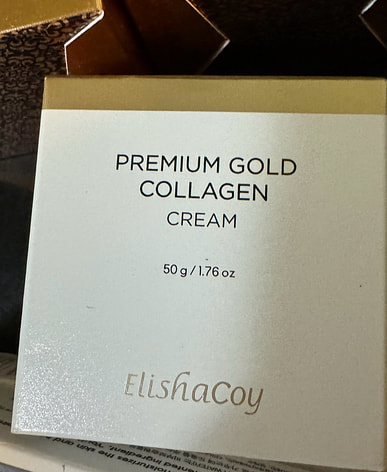 PREMIUM GOLD
COLLAGEN
CREAM
50 g / 1.76 oz
ElishaCoy